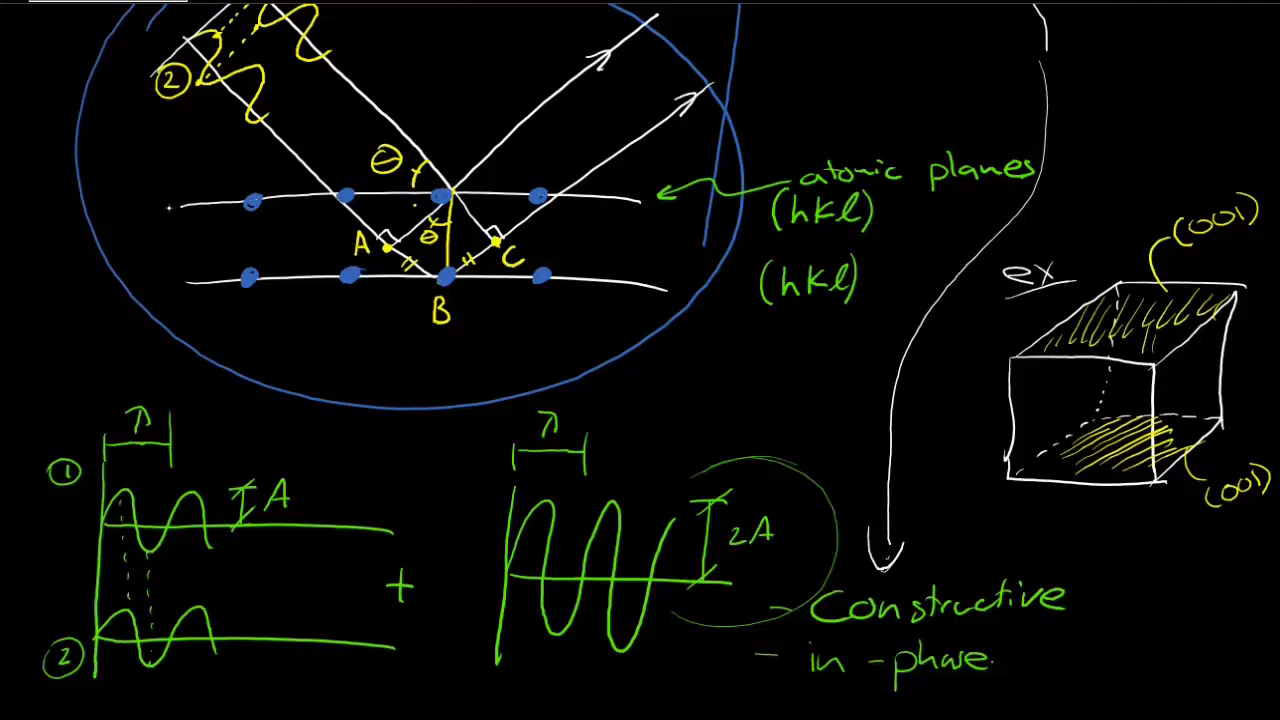 ②
θ
atomic planes
(hkl)
A
θ
C
(hkl)
B
ex
(001)
(001)
λ
λ
①
A
2A
+
②
- Constructive
- in-phase